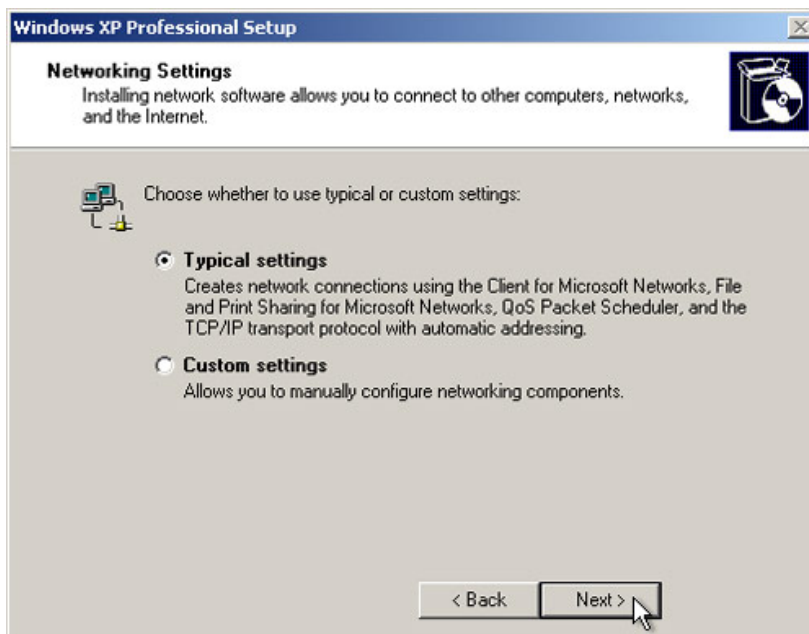 Windows XP Professional Setup
Networking Settings
Installing network software allows you to connect to other computers, networks,
and the Internet.
Choose whether to use typical or custom settings:
Typical settings
Creates network connections using the Client for Microsoft Networks, File
and Print Sharing for Microsoft Networks, QoS Packet Scheduler, and the
TCP/IP transport protocol with automatic addressing.
Custom settings
Allows you to manually configure networking components.
< Back
Next >